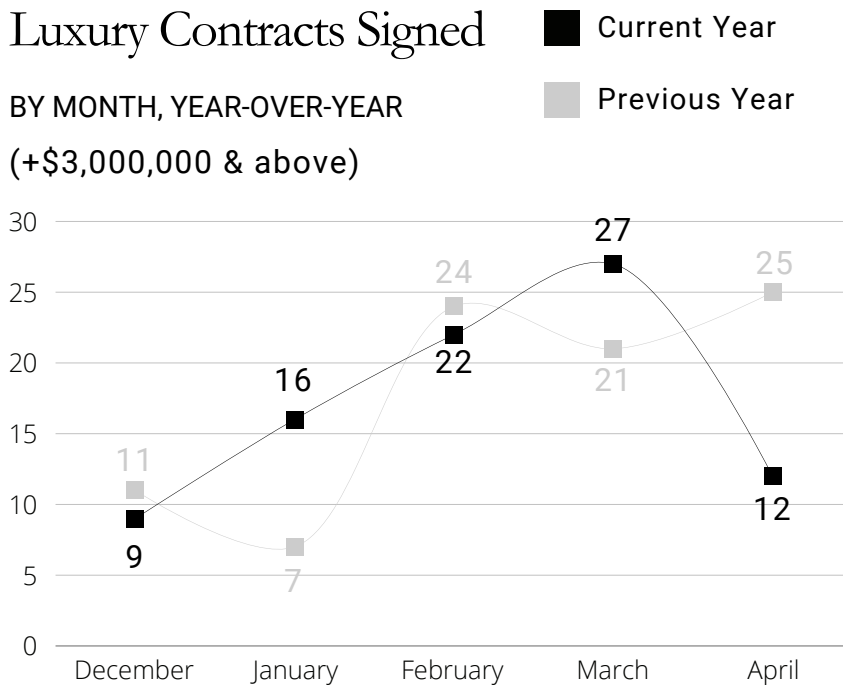 Luxury Contracts Signed
BY MONTH, YEAR-OVER-YEAR
(+$3,000,000 & above)
Current Year
Previous Year
30
25
20
15
10
5
0
11
9
16
7
24
22
27
21
25
12
December January February March April